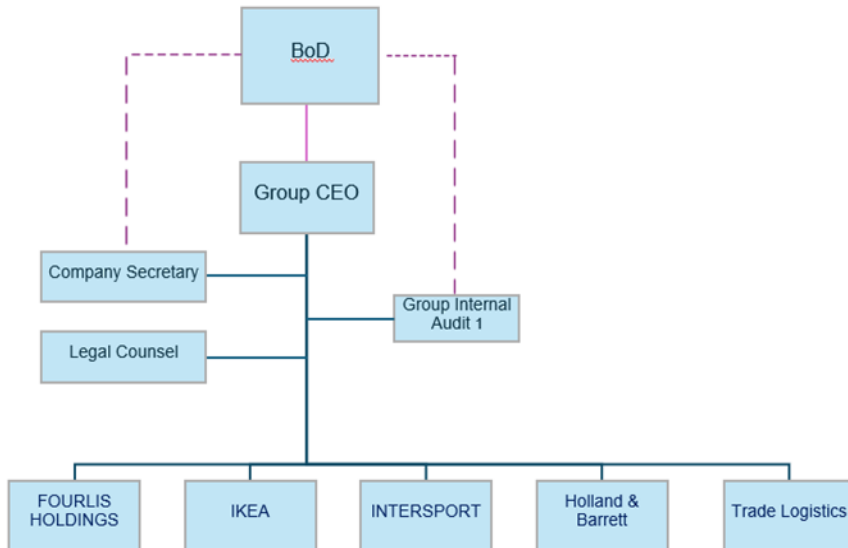 BoD
Group CEO
Company Secretary
Group Internal
Audit 1
Legal Counsel
FOURLIS
HOLDINGS
IKEA
INTERSPORT
Holland &
Barrett
Trade Logistics